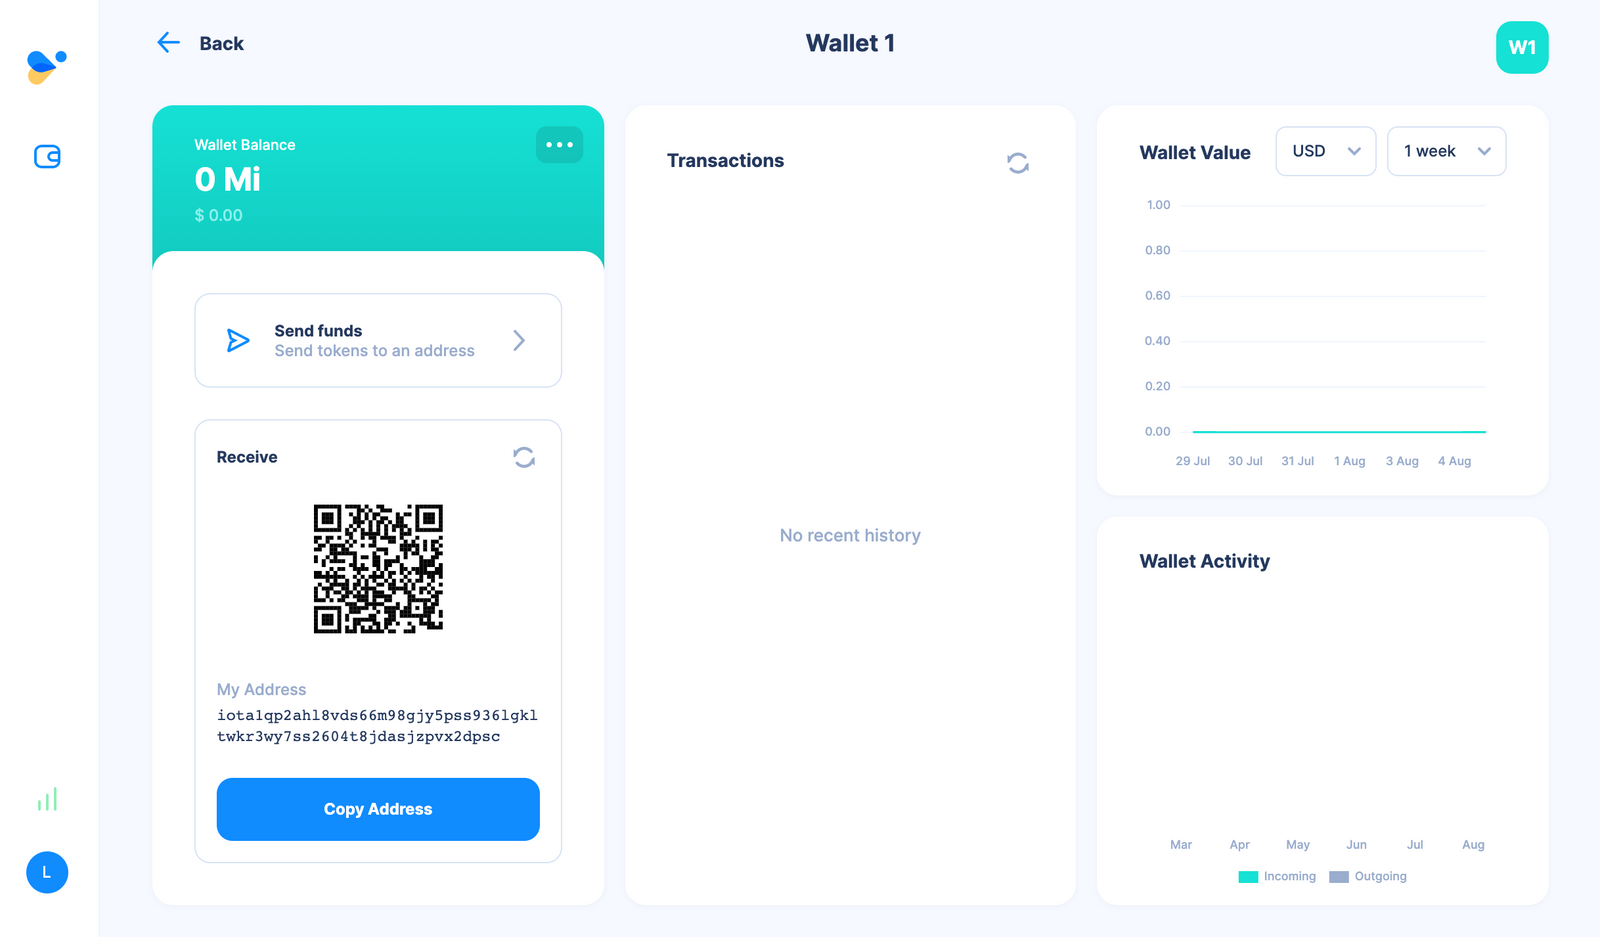 Back
Wallet 1
W1
Wallet Balance
0 Mi
$ 0.00
Send funds
Send tokens to an address
Receive
My Address
iota1qp2ahl8vds66m98gjy5pss936lgkl
twkr3wy7ss2604t8jdasjzpvx2dpsc
Copy Address
L
Transactions
No recent history
Wallet Value
USD
1 week
1.00
0.80
0.60
0.40
0.20
0.00
29 Jul 30 Jul 31 Jul 1 Aug 3 Aug 4 Aug
Wallet Activity
Mar Apr May Jun Jul Aug
Incoming Outgoing